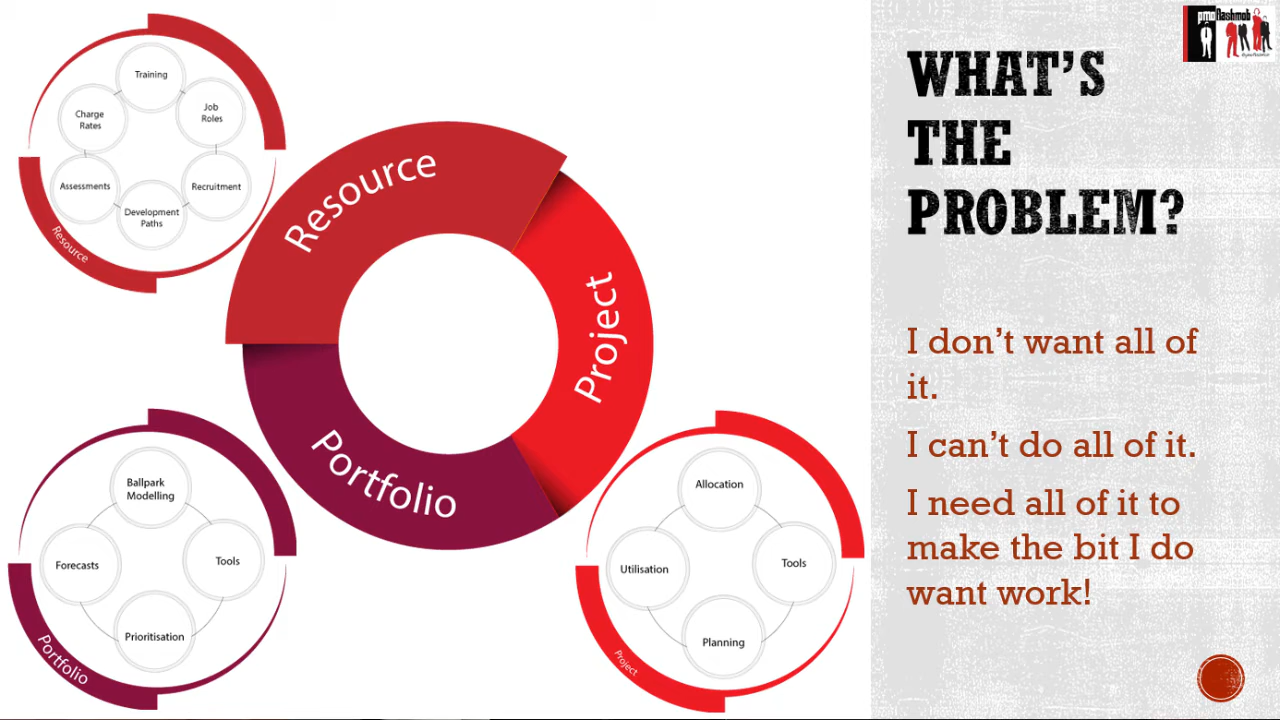 Training
Job
Roles
Recruitment
Development
Paths
Assessments
Charge
Rates
Resource
Resource
Project
Portfolio
Ballpark
Modelling
Tools
Prioritisation
Forecasts
Portfolio
Allocation
Tools
Planning
Utilisation
Project
pmoflashmob
WHAT'S
THE
PROBLEM?
I don't want all of
it.
I can't do all of it.
I need all of it to
make the bit I do
want work!